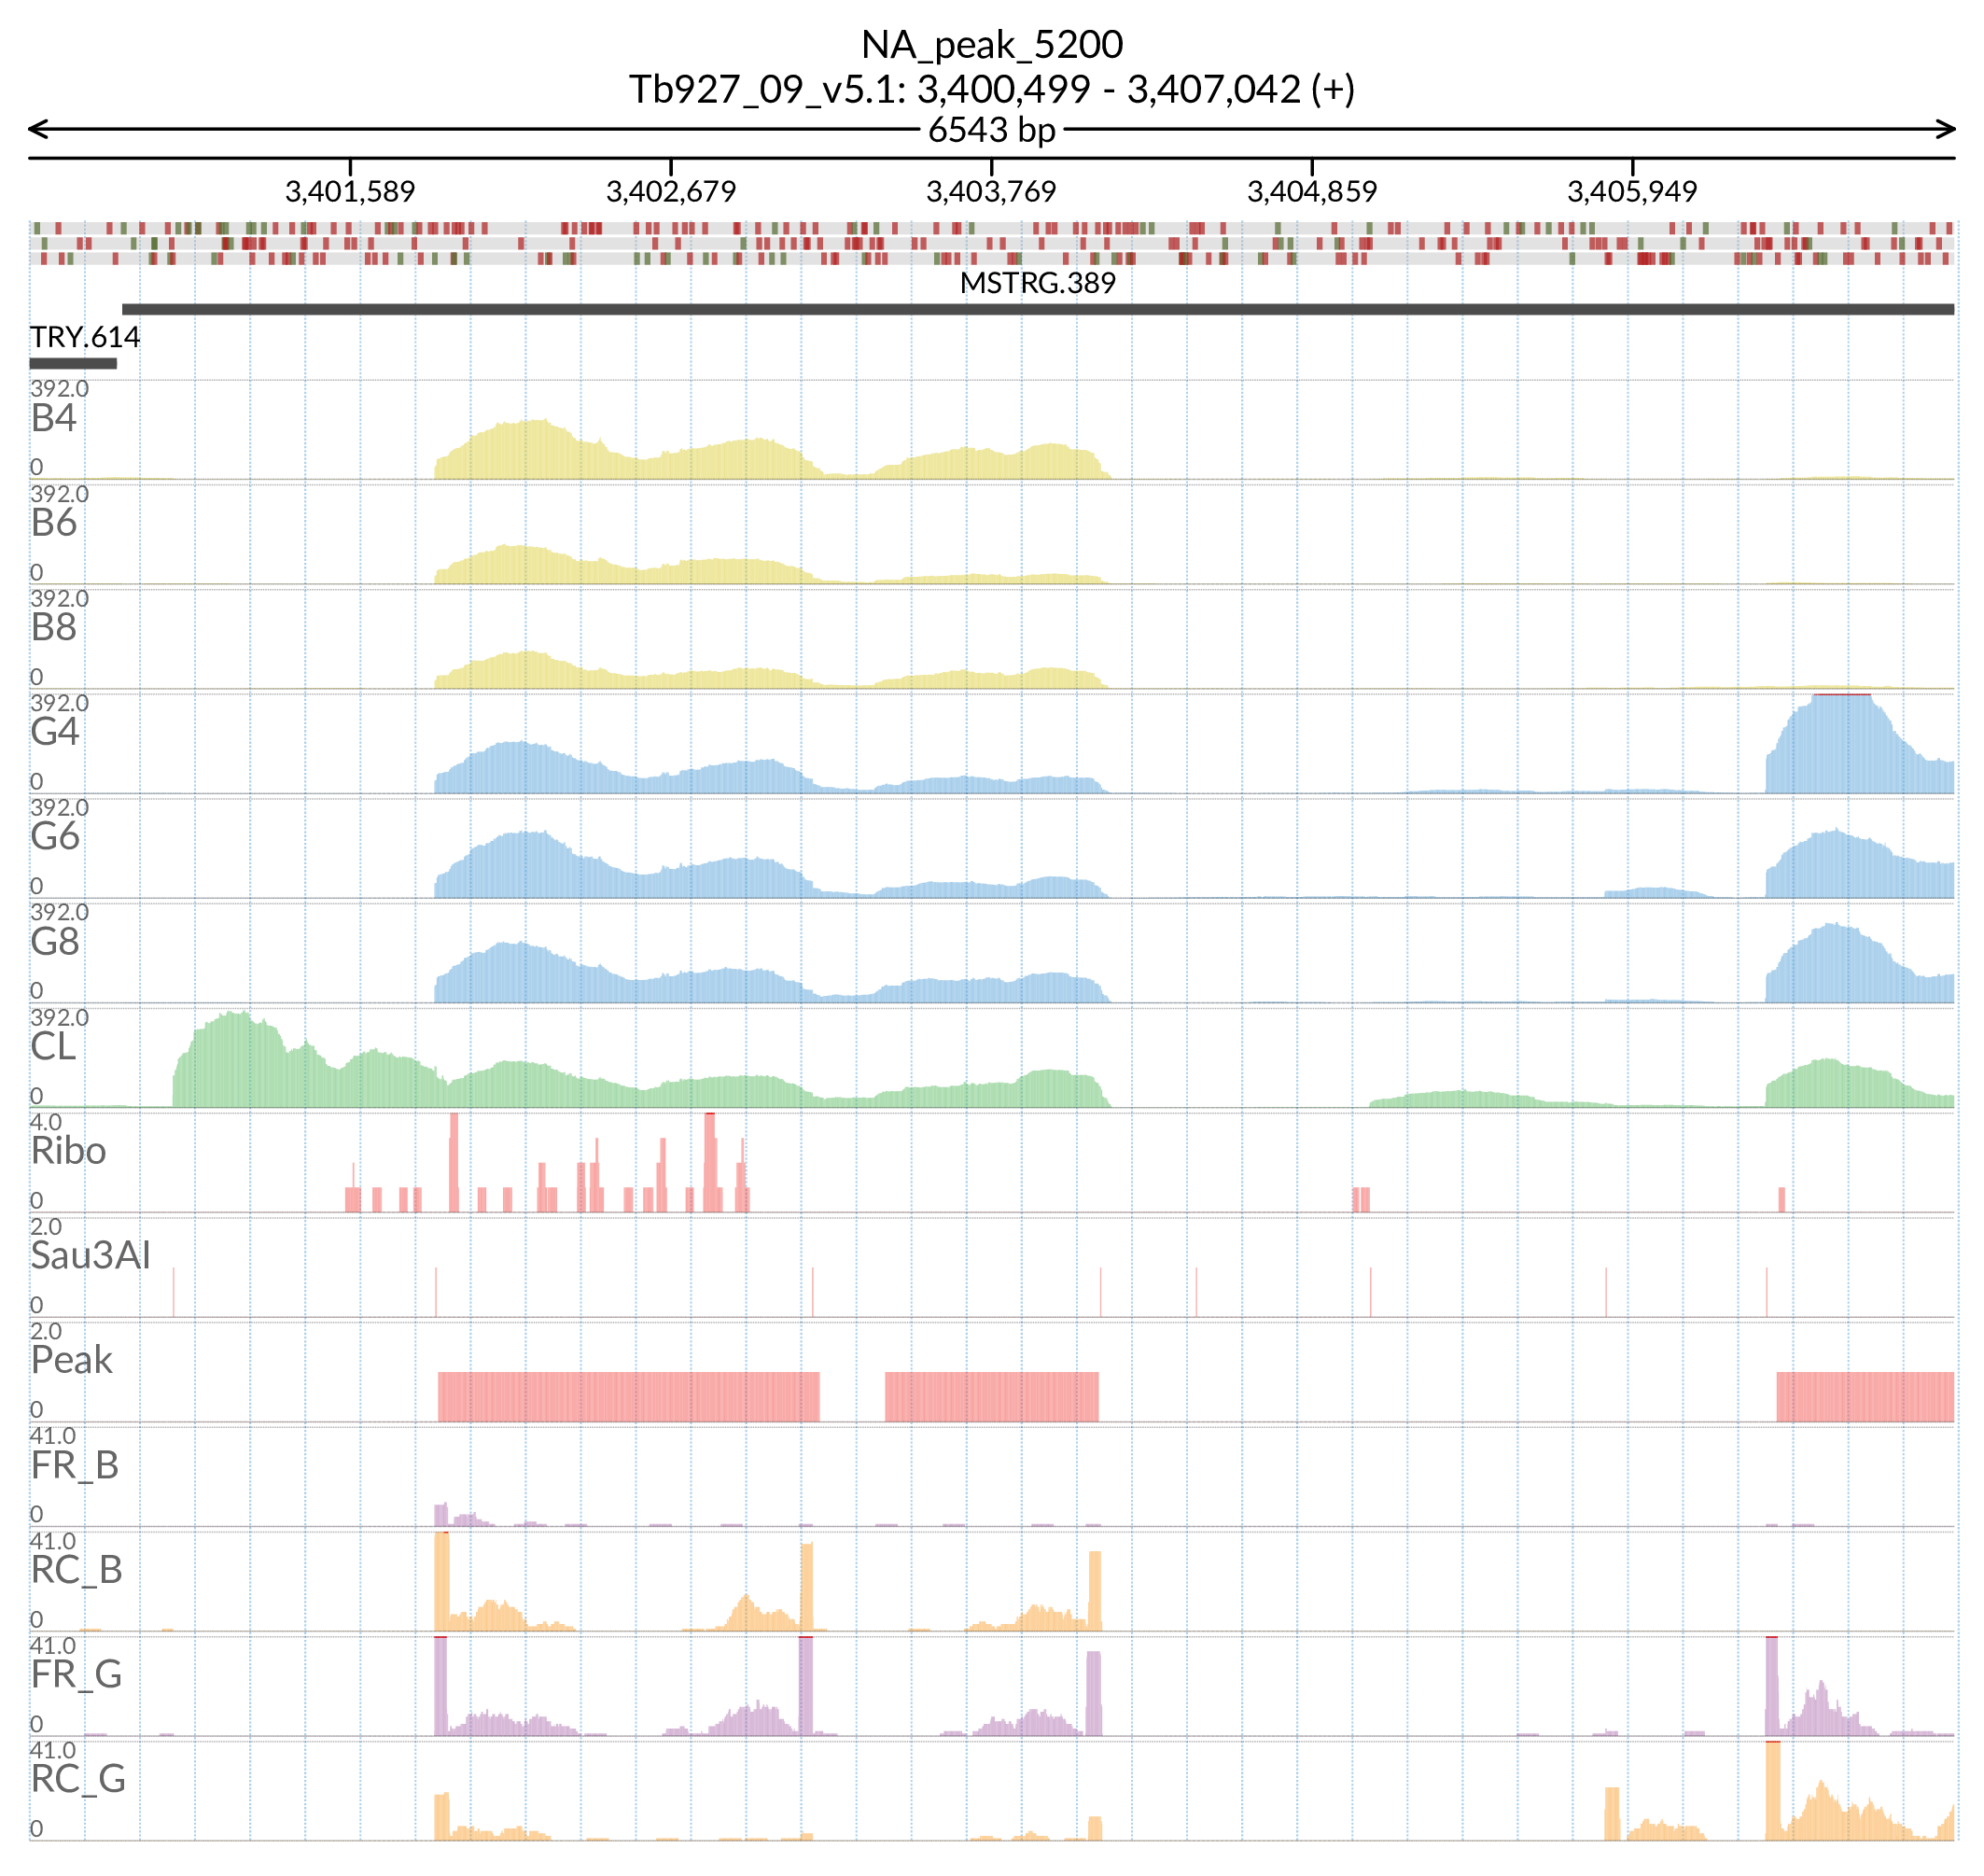 NA_peak_5200
Tb927_09_v5.1: 3,400,499 - 3,407,042 (+)
6543 bp
3,401,589 3,402,679 3,403,769 3,404,859 3,405,949
MSTRG.389
TRY.614
392.0
B4
0
392.0
B6
0
392.0
B8
0
392.0
G4
0
392.0
G6
0
392.0
G8
0
392.0
CL
0
4.0
Ribo
0
2.0
Sau3AI
0
2.0
Peak
0
41.0
FR_B
0
41.0
RC_B
0
41.0
FR_G
0
41.0
RC_G
0